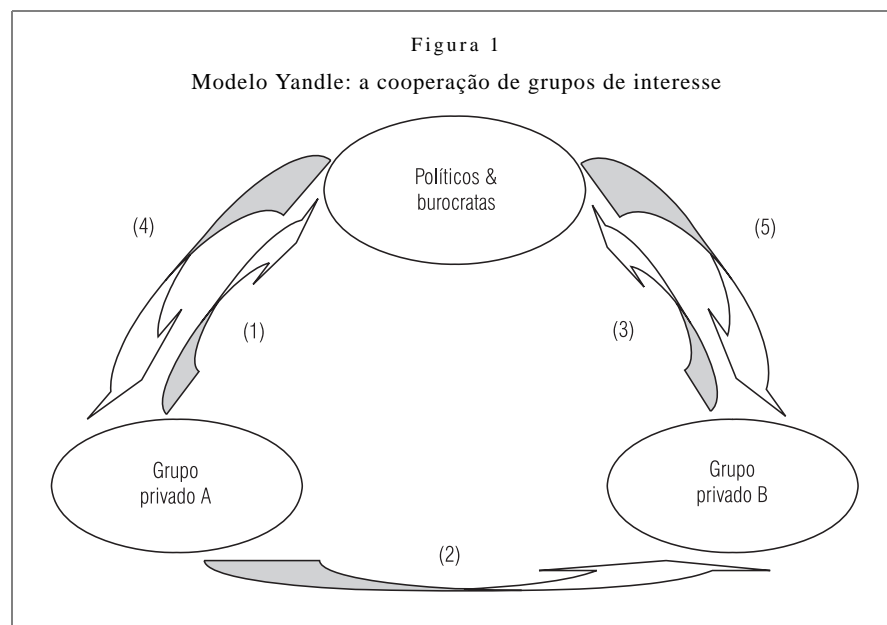 Figura 1
Modelo Yandle: a cooperação de grupos de interesse
Políticos &
burocratas
(4)
(5)
(1)
(3)
Grupo
privado A
Grupo
privado B
(2)